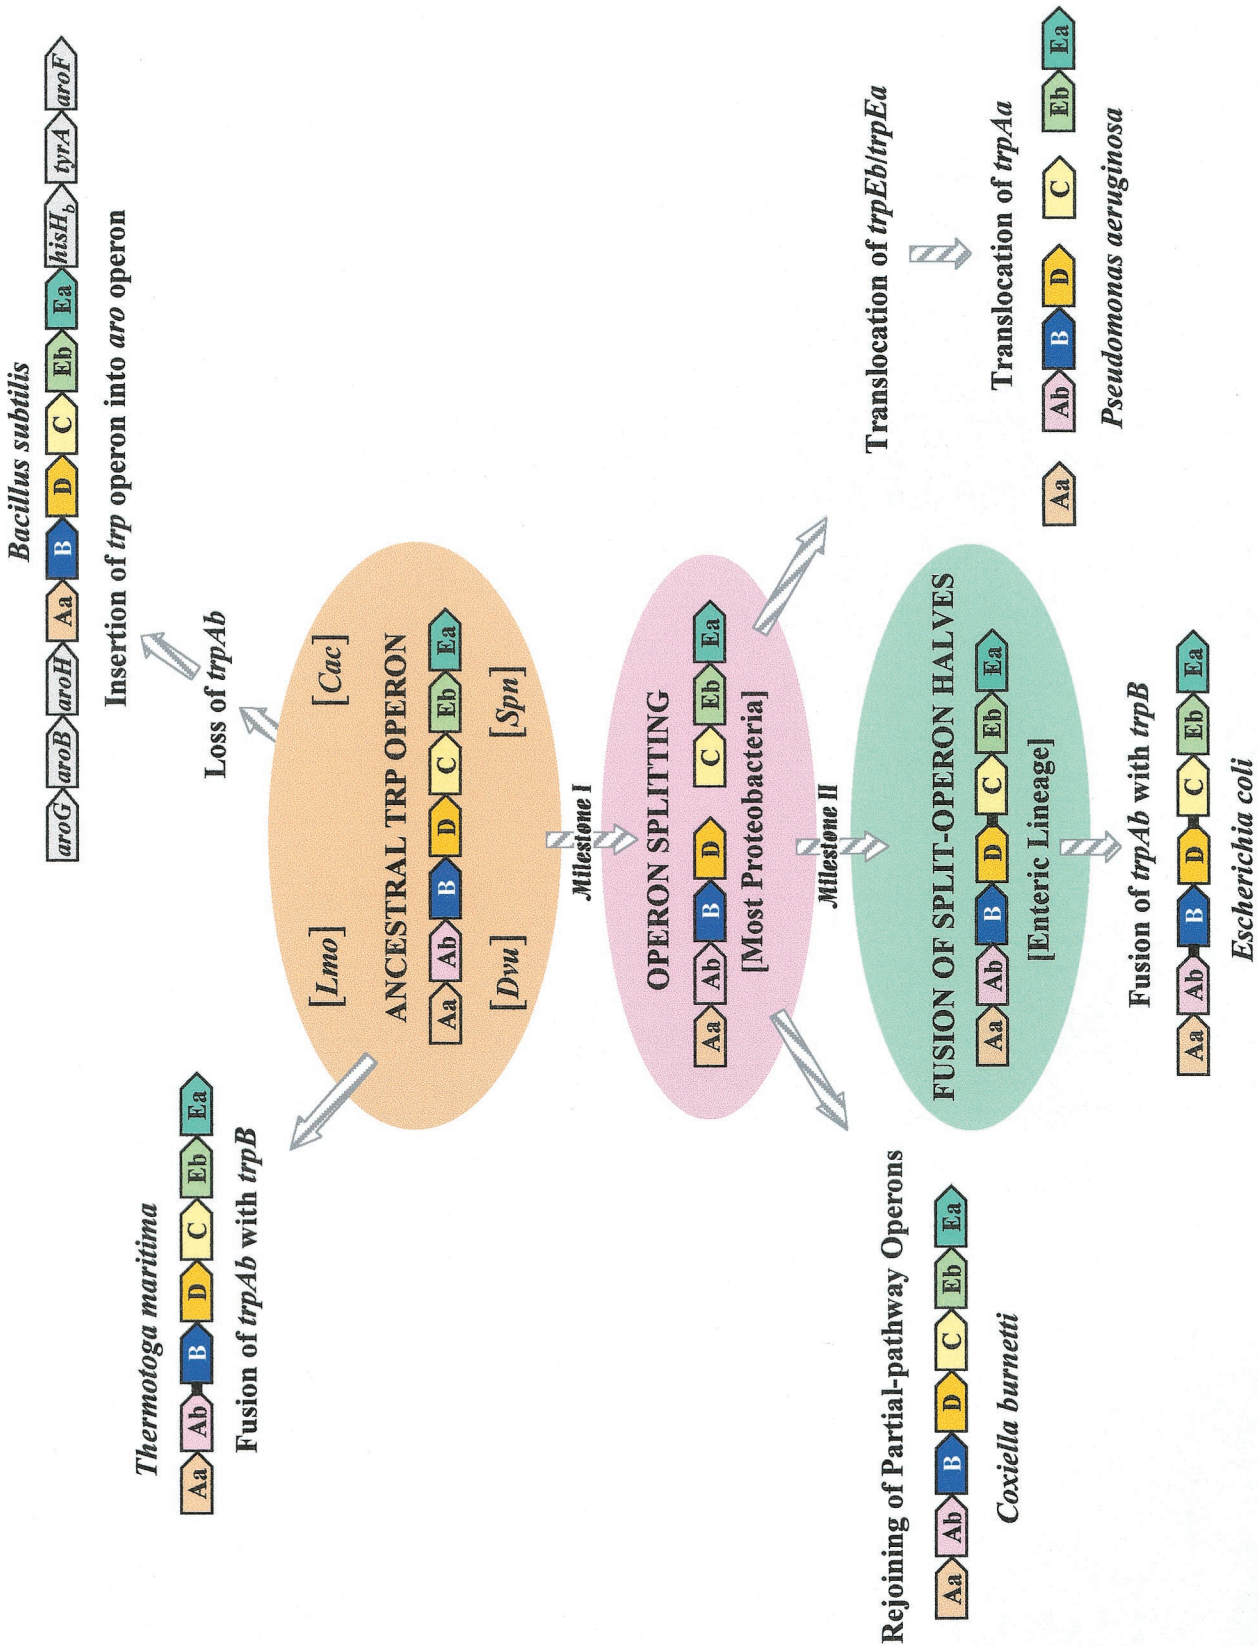 Bacillus subtilis
aroG aroB aroH Aa B D C Eb Ea hisHb tyrA aroF
Insertion of trp operon into aro operon
Loss of trpAb
Thermotoga maritima
Aa Ab B D C Eb Ea
Fusion of trpAb with trpB
[Lmo] [Cac]
ANCESTRAL TRP OPERON
Aa Ab B D C Eb Ea
[Dvu] [Spn]
Milestone I
OPERON SPLITTING
Aa Ab B D C Eb Ea
[Most Proteobacteria]
Milestone II
Rejoining of Partial-pathway Operons
Aa Ab B D C Eb Ea
Coxiella burnetti
FUSION OF SPLIT-OPERON HALVES
Aa Ab B D C Eb Ea
[Enteric Lineage]
Translocation of trpEb/trpEa
Translocation of trpAa
Aa Ab B D C Eb Ea
Pseudomonas aeruginosa
Fusion of trpAb with trpB
Aa Ab B D C Eb Ea
Escherichia coli